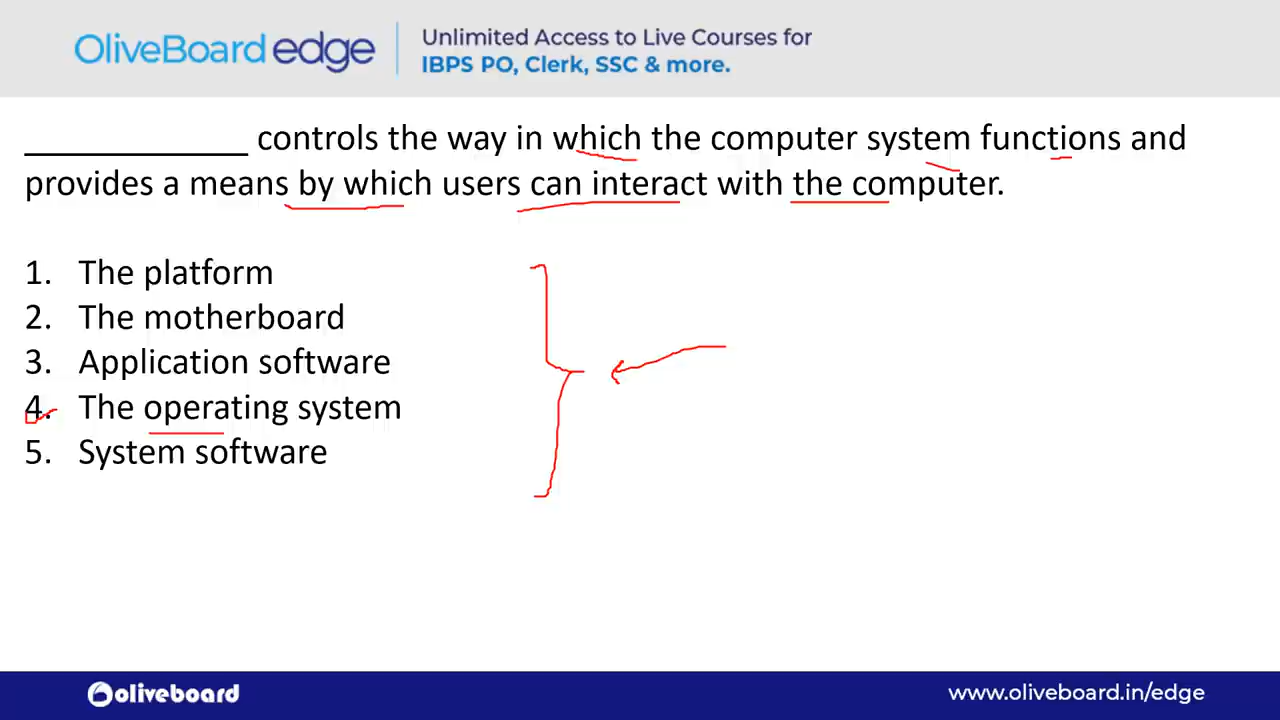 OliveBoard edge
Unlimited Access to Live Courses for
IBPS PO, Clerk, SSC & more.
____________ controls the way in which the computer system functions and
provides a means by which users can interact with the computer.
1. The platform
2. The motherboard
3. Application software
4. The operating system
5. System software
oliveboard
www.oliveboard.in/edge